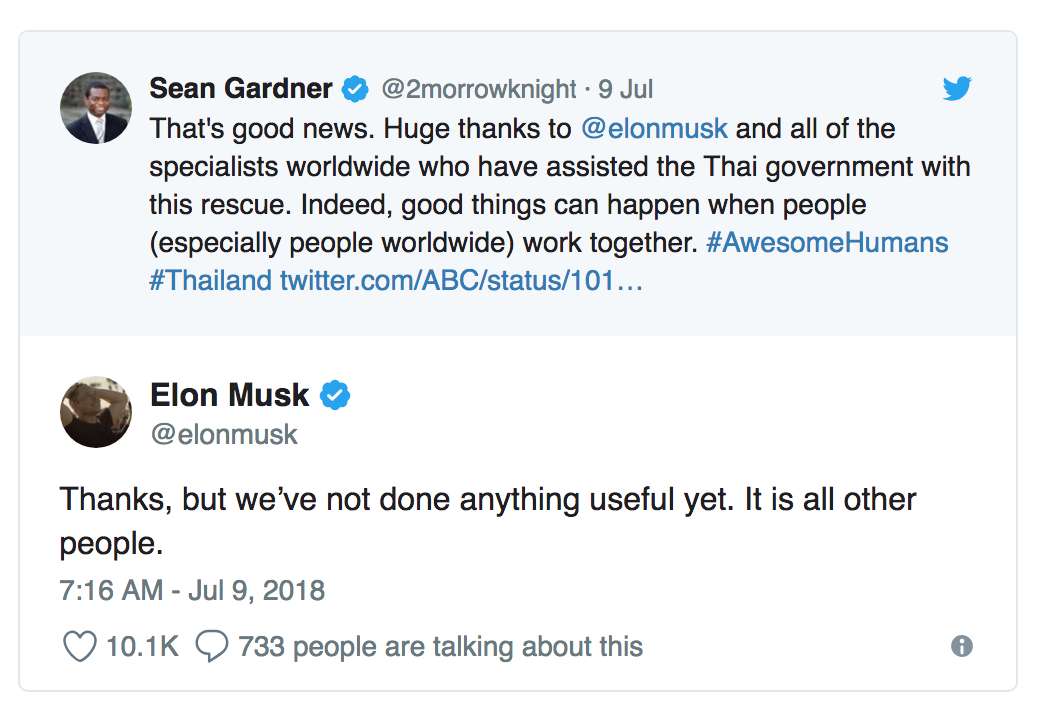 Sean Gardner @2morrowknight · 9 Jul
That's good news. Huge thanks to @elonmusk and all of the
specialists worldwide who have assisted the Thai government with
this rescue. Indeed, good things can happen when people
(especially people worldwide) work together. #AwesomeHumans
#Thailand twitter.com/ABC/status/101…
Elon Musk
@elonmusk
Thanks, but we’ve not done anything useful yet. It is all other
people.
7:16 AM - Jul 9, 2018
10.1K 733 people are talking about this